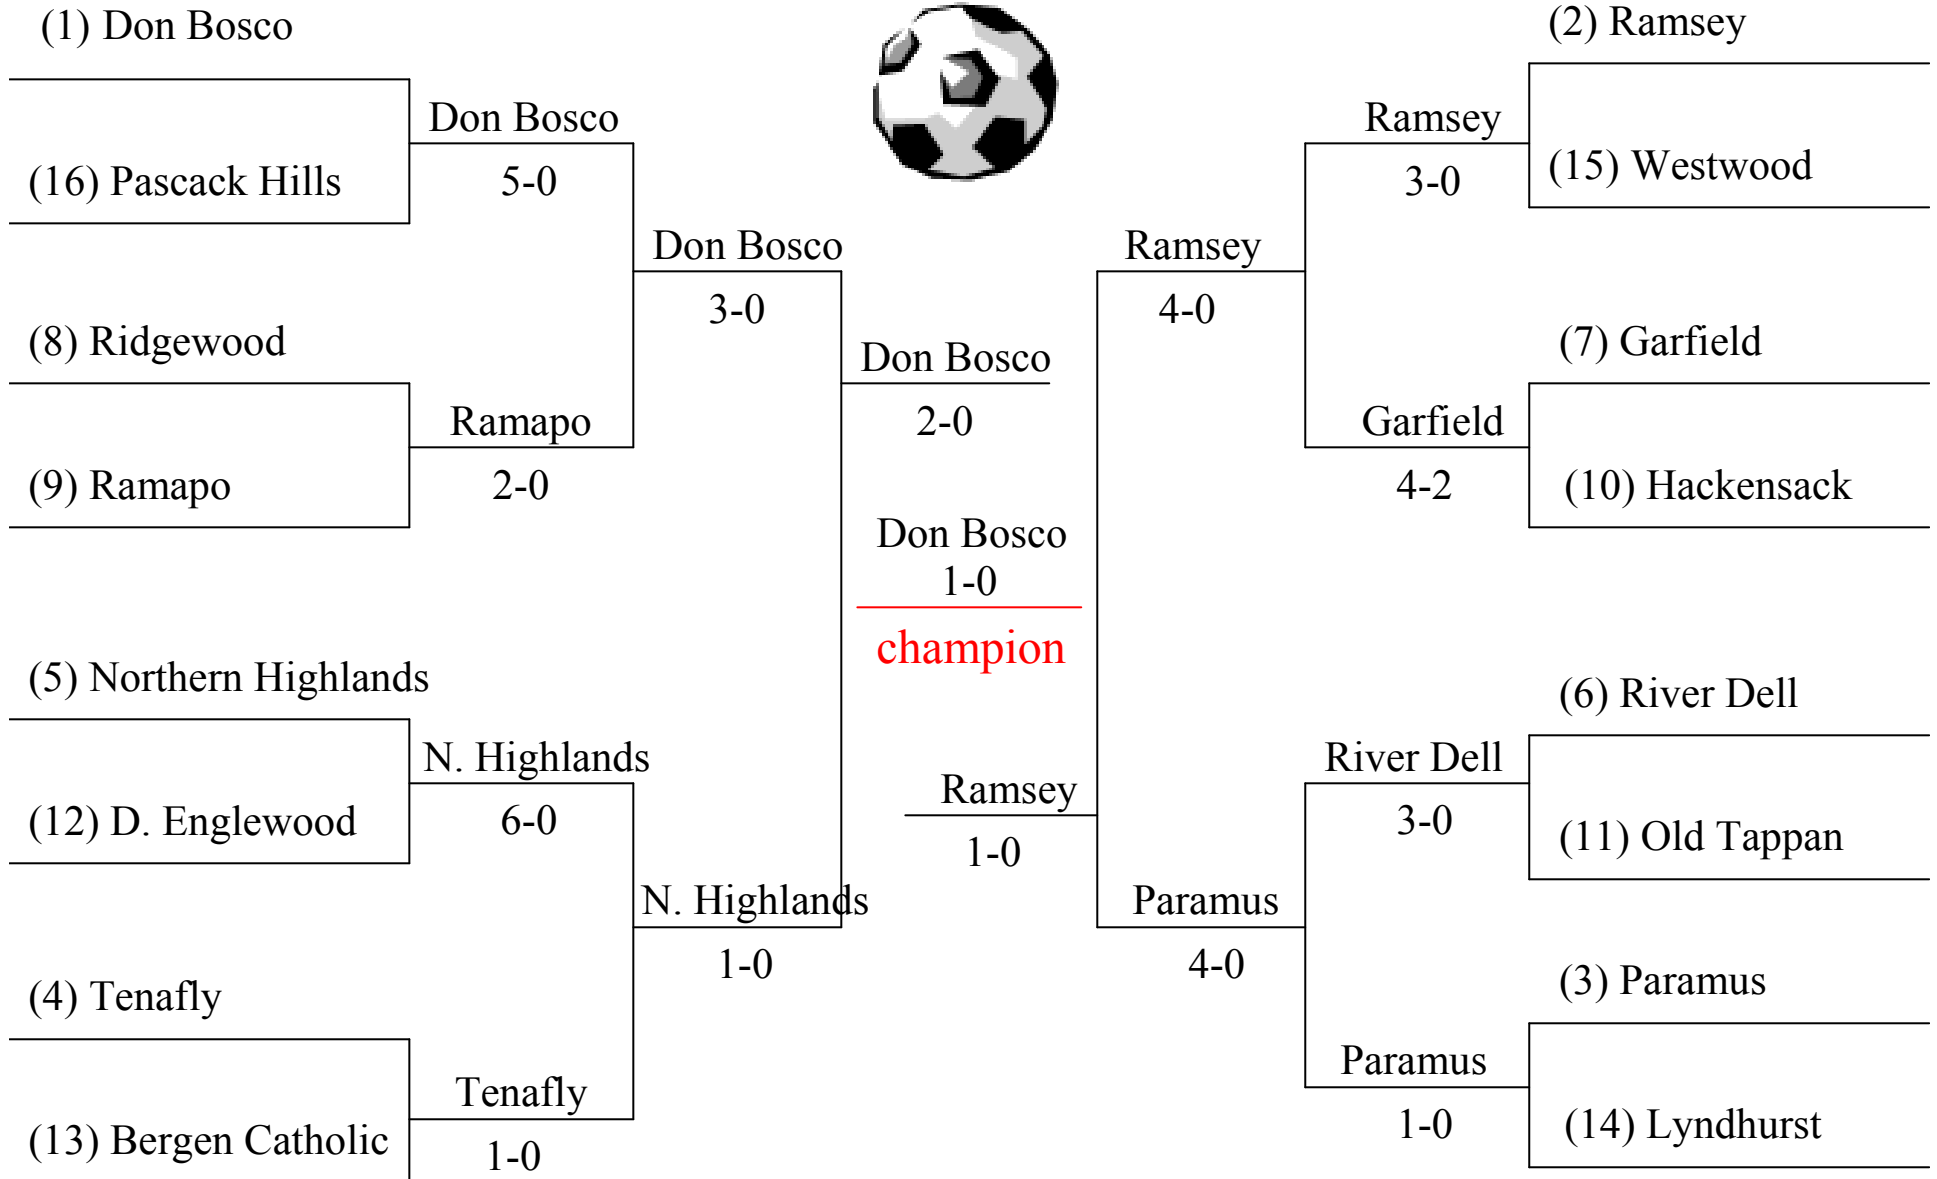 (1) Don Bosco
(16) Pascack Hills
(8) Ridgewood
(9) Ramapo
(5) Northern Highlands
(12) D. Englewood
(4) Tenafly
(13) Bergen Catholic
Don Bosco
5-0
Ramapo
2-0
N. Highlands
6-0
Tenafly
1-0
Don Bosco
3-0
N. Highlands
1-0
Don Bosco
2-0
Don Bosco
1-0
champion
Ramsey
1-0
Ramsey
4-0
Paramus
4-0
Ramsey
3-0
Garfield
4-2
River Dell
3-0
Paramus
1-0
(2) Ramsey
(15) Westwood
(7) Garfield
(10) Hackensack
(6) River Dell
(11) Old Tappan
(3) Paramus
(14) Lyndhurst